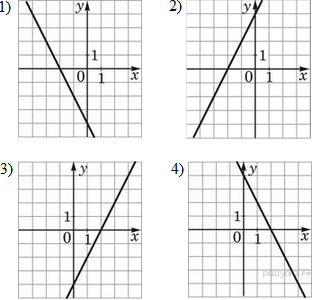 1) y 2) y
1 1
0 1 x 0 1 x
3) y 4) y
1 1
0 1 x 0 1 x